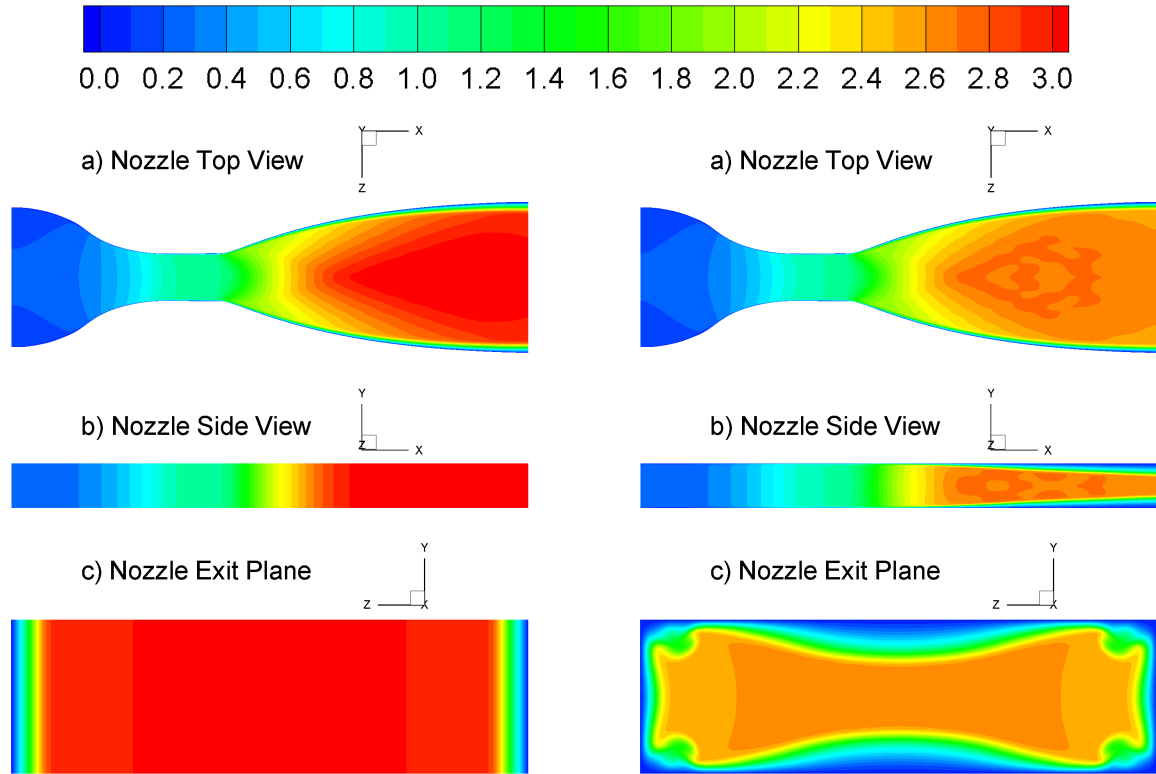 0.0 0.2 0.4 0.6 0.8 1.0 1.2 1.4 1.6 1.8 2.0 2.2 2.4 2.6 2.8 3.0
a) Nozzle Top View
Y X
Z
a) Nozzle Top View
Y X
Z
b) Nozzle Side View
Y
Z X
b) Nozzle Side View
Y
Z X
c) Nozzle Exit Plane
Y
Z X
c) Nozzle Exit Plane
Y
Z X